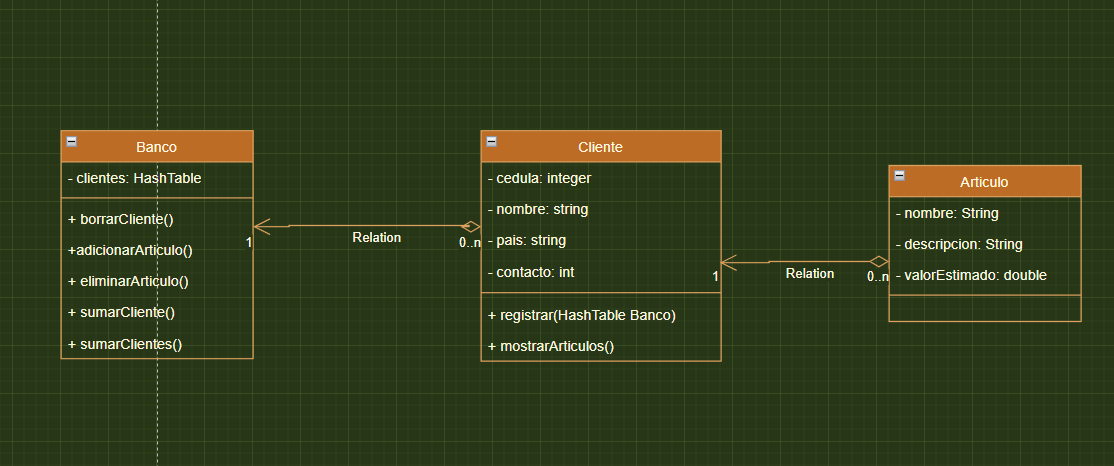 Banco
- clientes: HashTable
+ borrarCliente()
+adicionarArticulo()
+ eliminarArticulo()
+ sumarCliente()
+ sumarClientes()
1
Relation
0..n
Cliente
- cedula: integer
- nombre: string
- pais: string
- contacto: int
+ registrar(HashTable Banco)
+ mostrarArticulos()
1
Relation
0..n
Articulo
- nombre: String
- descripcion: String
- valorEstimado: double